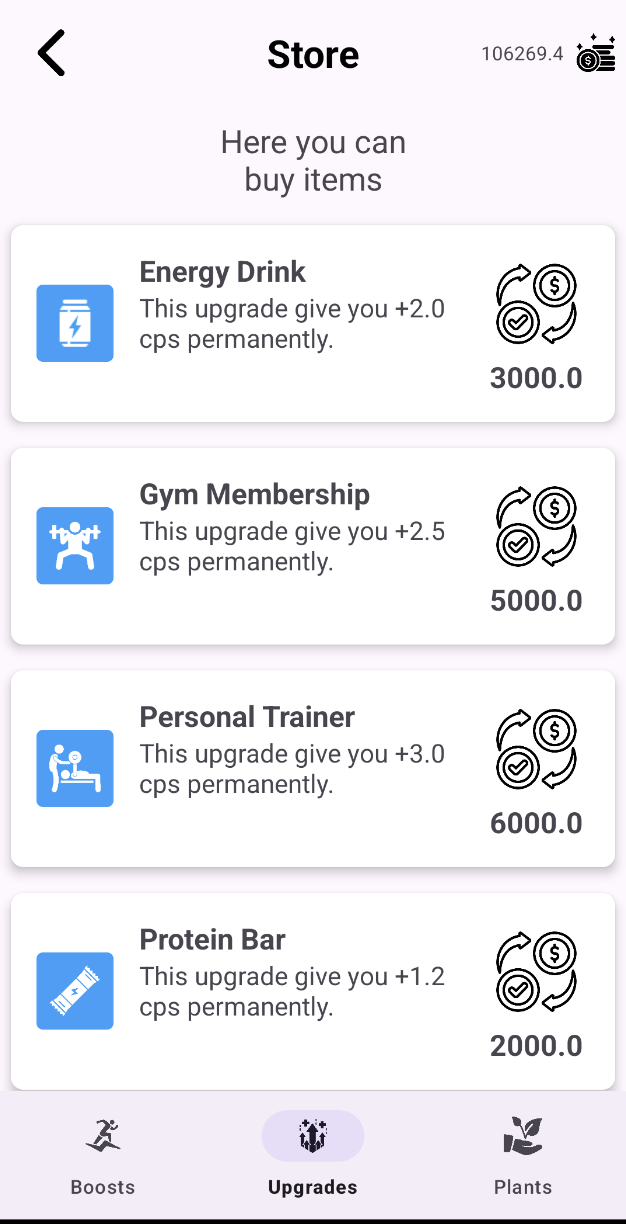 Store
106269.4
Here you can
buy items
Energy Drink
This upgrade give you +2.0
cps permanently.
3000.0
Gym Membership
This upgrade give you +2.5
cps permanently.
5000.0
Personal Trainer
This upgrade give you +3.0
cps permanently.
6000.0
Protein Bar
This upgrade give you +1.2
cps permanently.
2000.0
Boosts
Upgrades
Plants